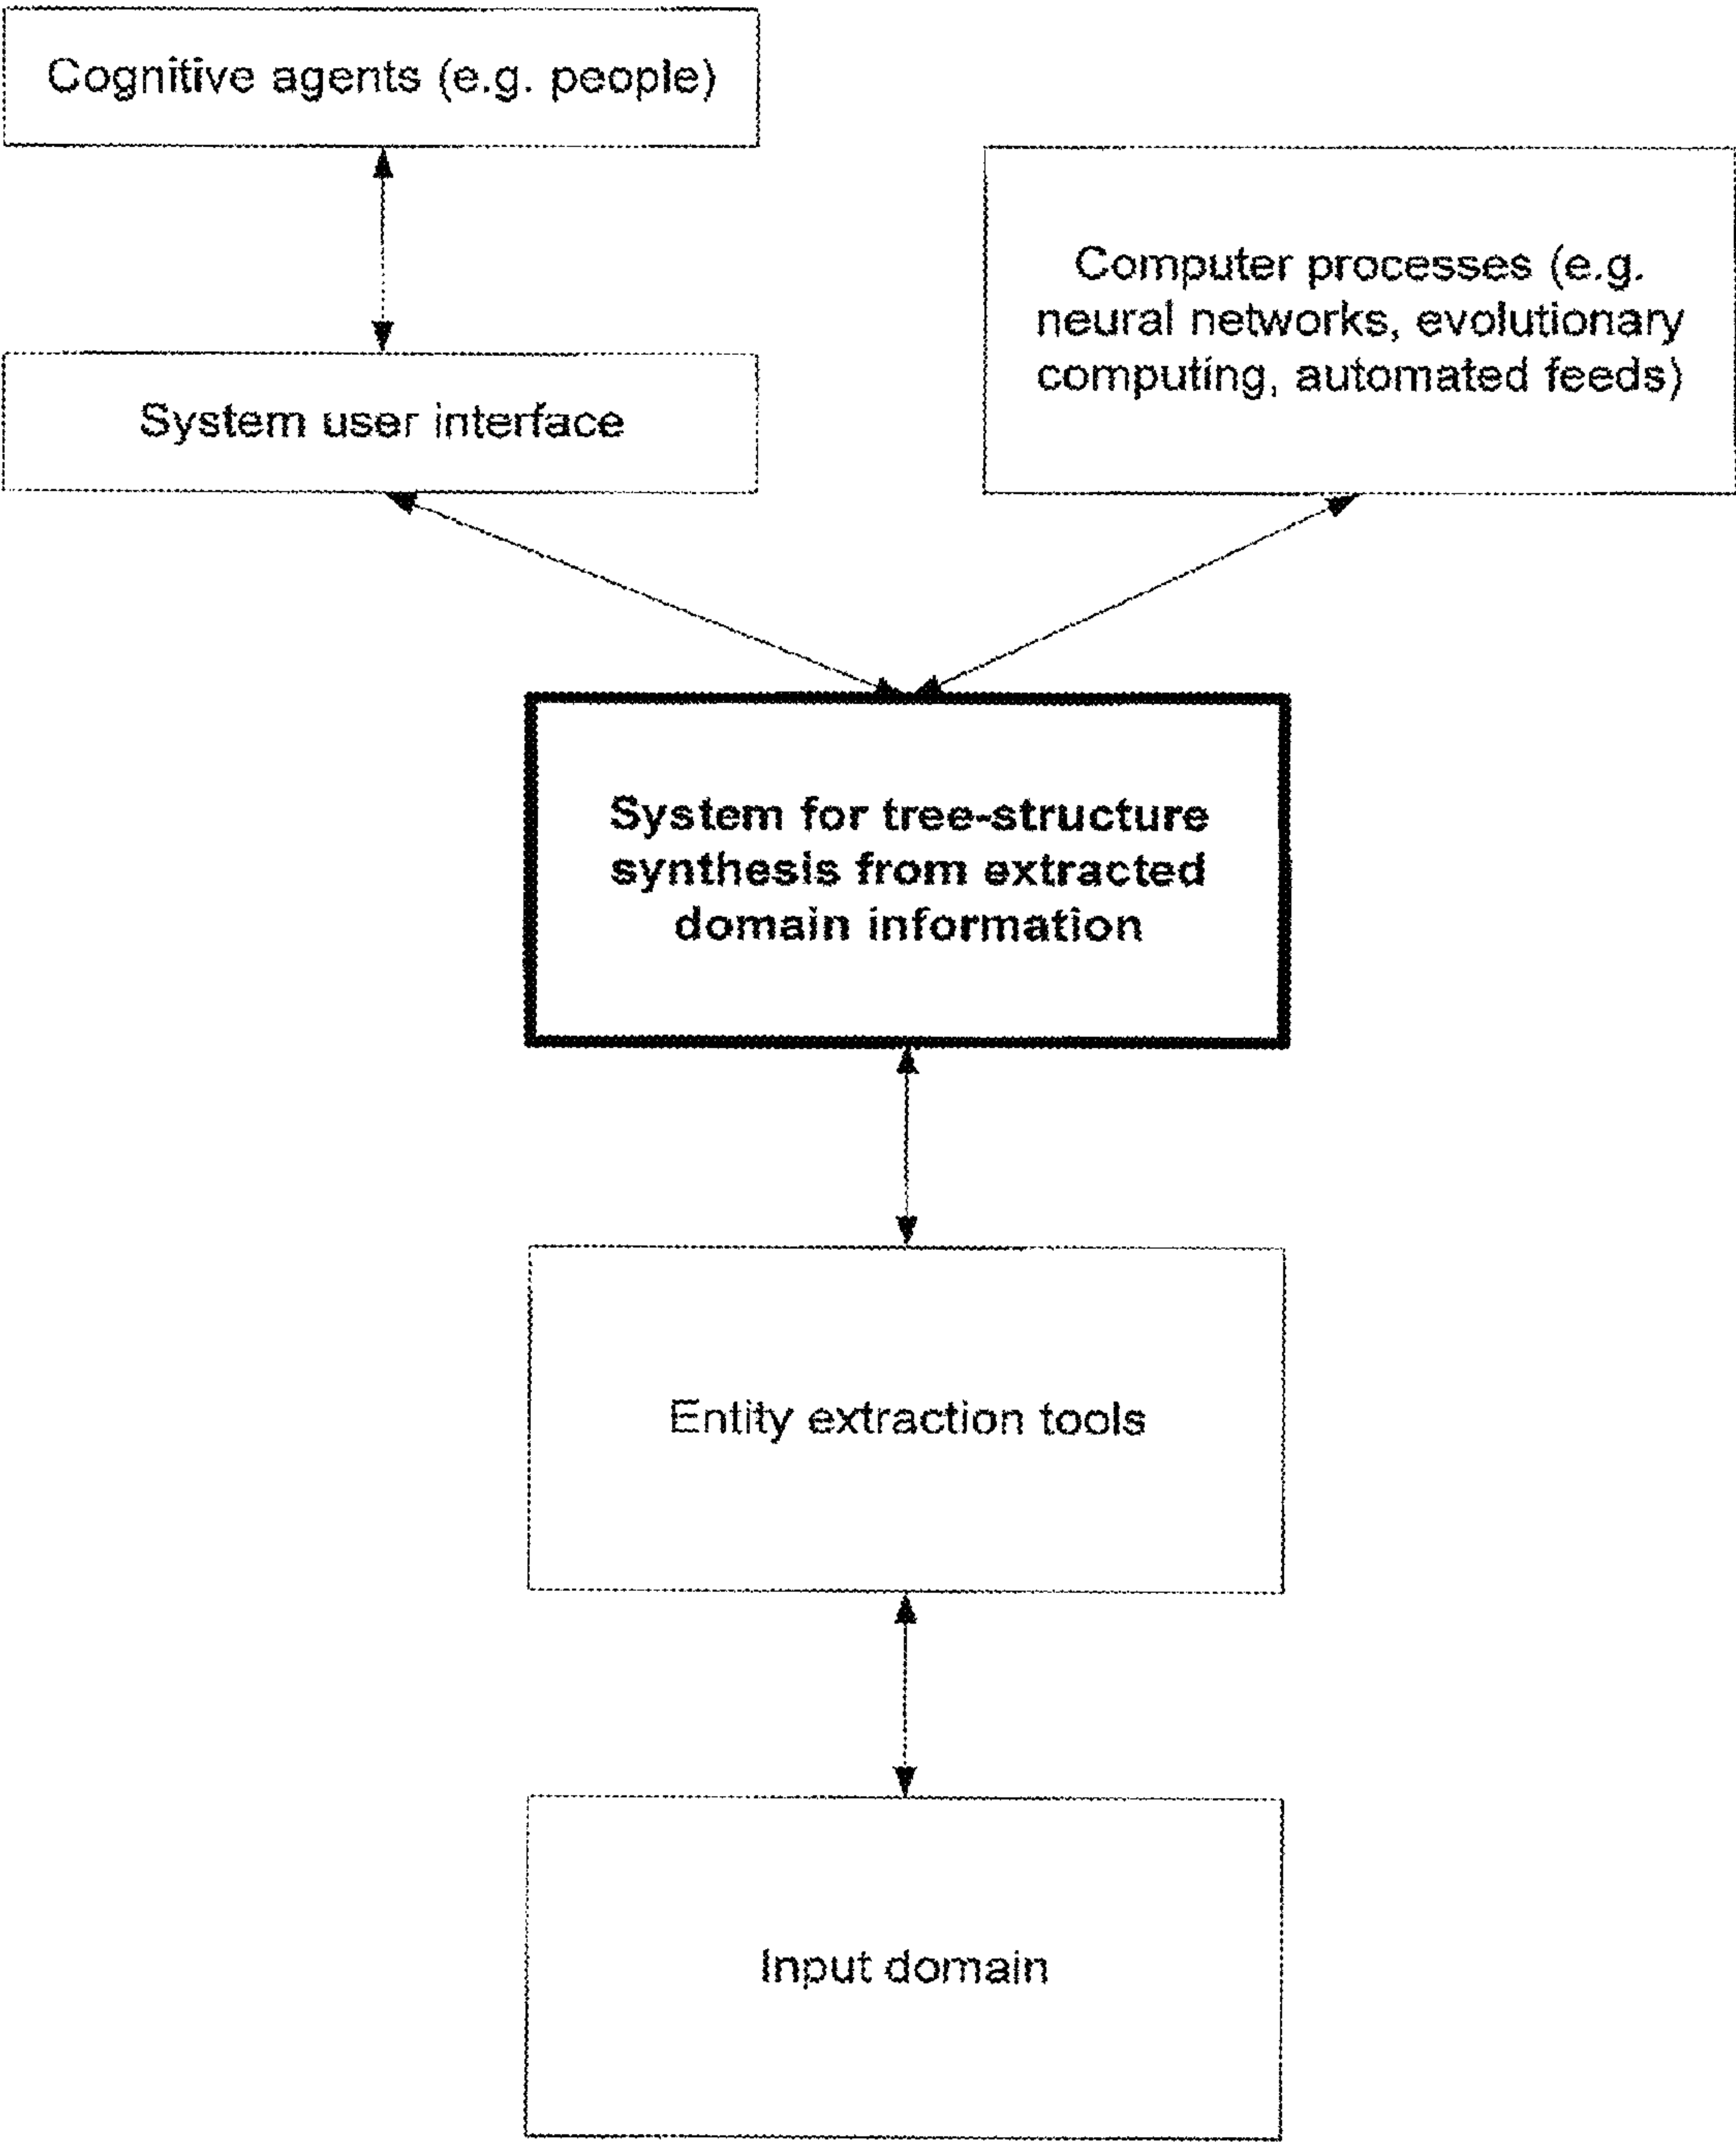 Cognitive agents (e.g. people)
System user interface
Computer processes (e.g.
neural networks, evolutionary
computing, automated feeds)
System for tree-structure
synthesis from extracted
domain information
Entity extraction tools
Input domain